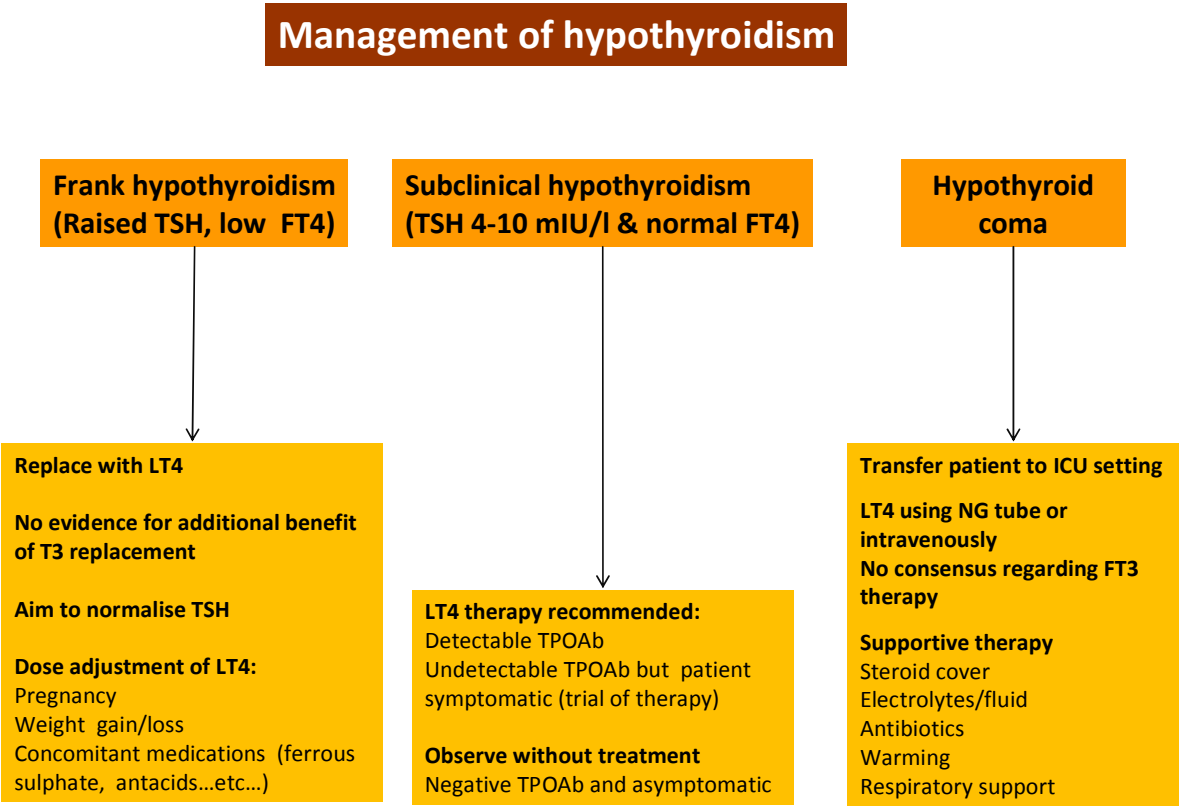 Management of hypothyroidism
Frank hypothyroidism
(Raised TSH, low FT4)
Subclinical hypothyroidism
(TSH 4-10 mIU/l & normal FT4)
Hypothyroid
coma
Replace with LT4
No evidence for additional benefit
of T3 replacement
Aim to normalise TSH
Dose adjustment of LT4:
Pregnancy
Weight gain/loss
Concomitant medications (ferrous
sulphate, antacids...etc...)
LT4 therapy recommended:
Detectable TPOAb
Undetectable TPOAb but patient
symptomatic (trial of therapy)
Observe without treatment
Negative TPOAb and asymptomatic
Transfer patient to ICU setting
LT4 using NG tube or
intravenously
No consensus regarding FT3
therapy
Supportive therapy
Steroid cover
Electrolytes/fluid
Antibiotics
Warming
Respiratory support